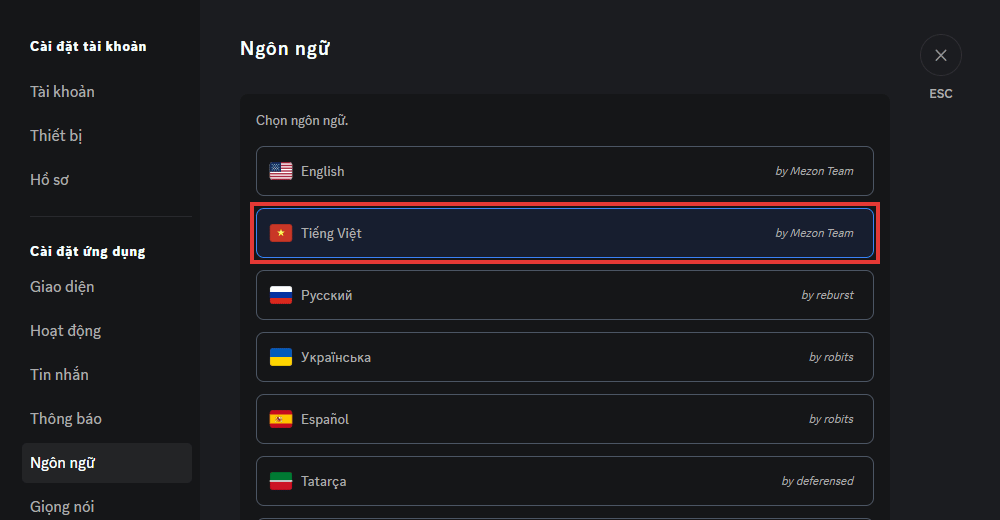 Cài đặt tài khoản
Tài khoản
Thiết bị
Hồ sơ
Cài đặt ứng dụng
Giao diện
Hoạt động
Tin nhắn
Thông báo
Ngôn ngữ
Giọng nói
Ngôn ngữ
ESC
Chọn ngôn ngữ.
English by Mezon Team
Tiếng Việt by Mezon Team
Русский by reburst
Українська by robits
Español by robits
Tatarça by deferensed